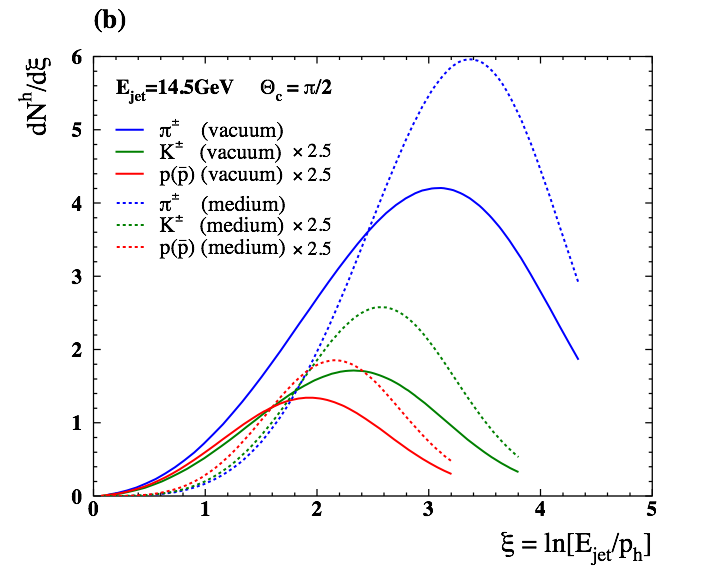 (b)
dNʰ/dξ
E_jet=14.5GeV Θ_c = π/2
π± (vacuum)
K± (vacuum) × 2.5
p(p̄) (vacuum) × 2.5
π± (medium)
K± (medium) × 2.5
p(p̄) (medium) × 2.5
6
5
4
3
2
1
0
0 1 2 3 4 5
ξ = ln[E_jet/p_h]